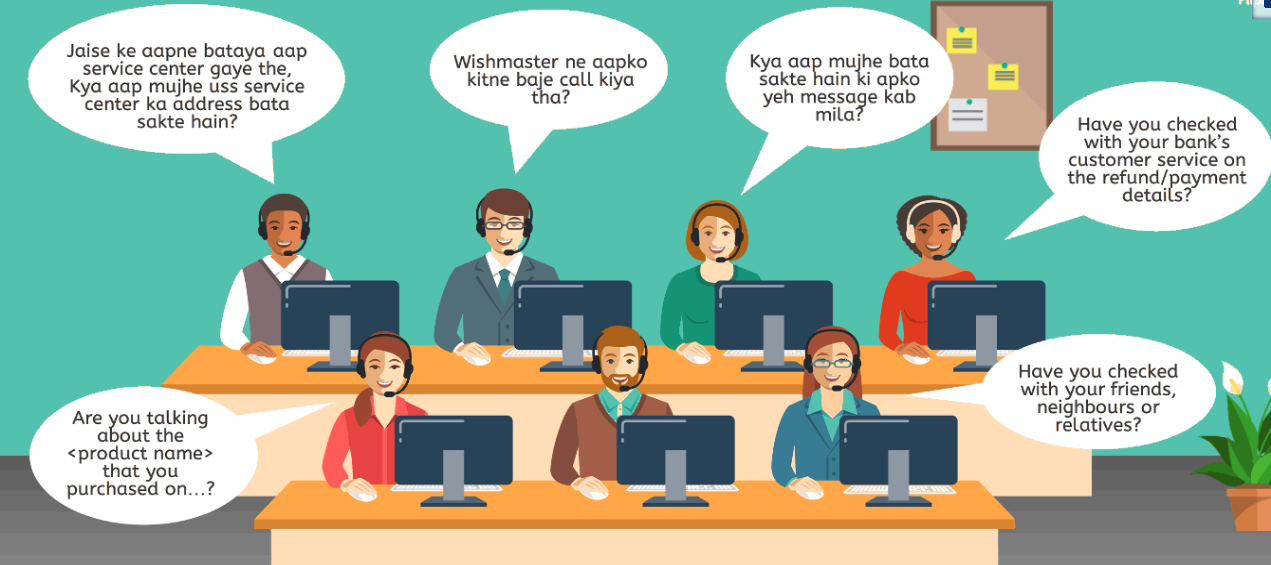 Jaise ke aapne bataya aap
service center gaye the,
Kya aap mujhe uss service
center ka address bata
sakte hain?
Wishmaster ne aapko
kitne baje call kiya
tha?
Kya aap mujhe bata
sakte hain ki apko
yeh message kab
mila?
Have you checked
with your bank's
customer service on
the refund/payment
details?
Are you talking
about the
<product name>
that you
purchased on...?
Have you checked
with your friends,
neighbours or
relatives?